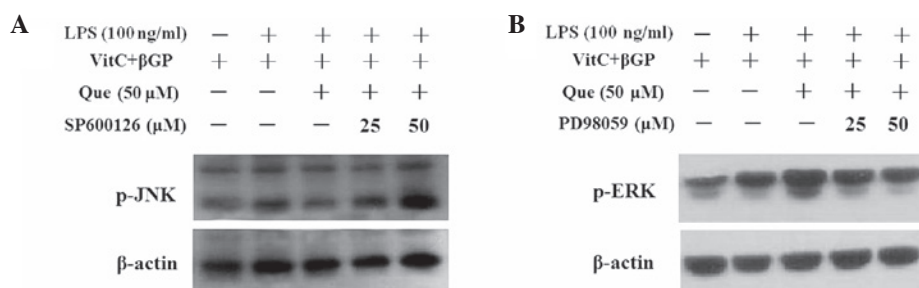 A
LPS (100 ng/ml) − + + + +
VitC+βGP + + + + +
Que (50 μM) − − + + +
SP600126 (μM) − − − 25 50
p-JNK
β-actin
B
LPS (100 ng/ml) − + + + +
VitC+βGP + + + + +
Que (50 μM) − − + + +
PD98059 (μM) − − − 25 50
p-ERK
β-actin